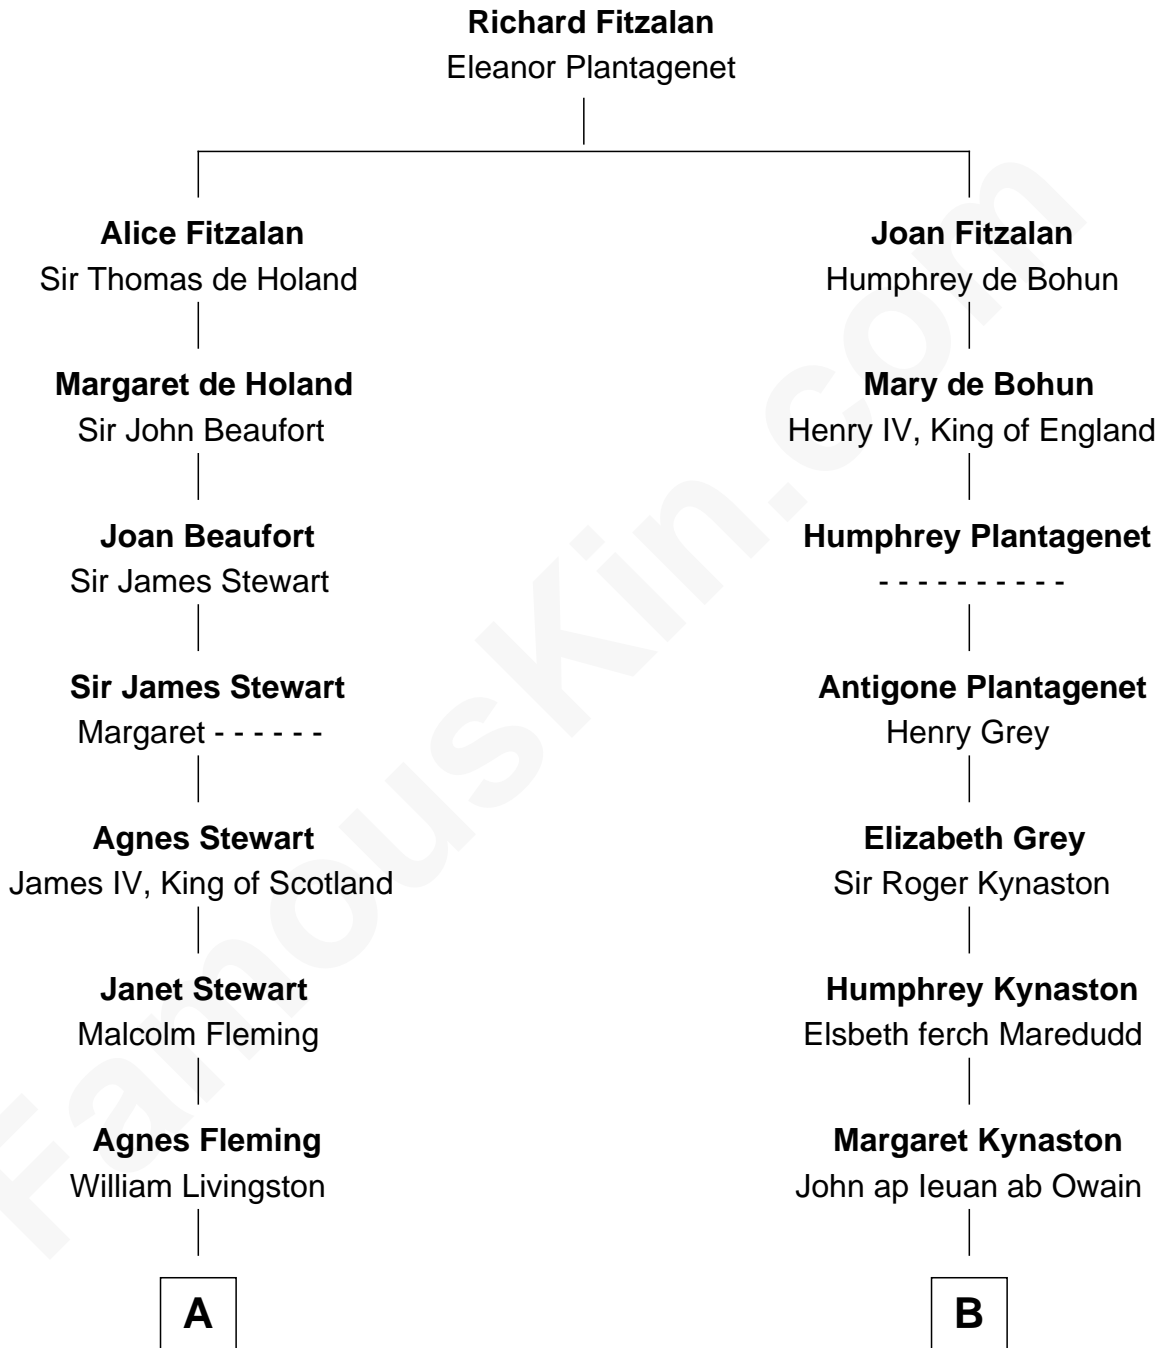 Richard Fitzalan
Eleanor Plantagenet
Alice Fitzalan
Sir Thomas de Holand
Margaret de Holand
Sir John Beaufort
Joan Beaufort
Sir James Stewart
Sir James Stewart
Margaret - - - - - -
Agnes Stewart
James IV, King of Scotland
Janet Stewart
Malcolm Fleming
Agnes Fleming
William Livingston
A
Joan Fitzalan
Humphrey de Bohun
Mary de Bohun
Henry IV, King of England
Humphrey Plantagenet
- - - - - - - - - -
Antigone Plantagenet
Henry Grey
Elizabeth Grey
Sir Roger Kynaston
Humphrey Kynaston
Elsbeth ferch Maredudd
Margaret Kynaston
John ap Ieuan ab Owain
B
FamousKin.com